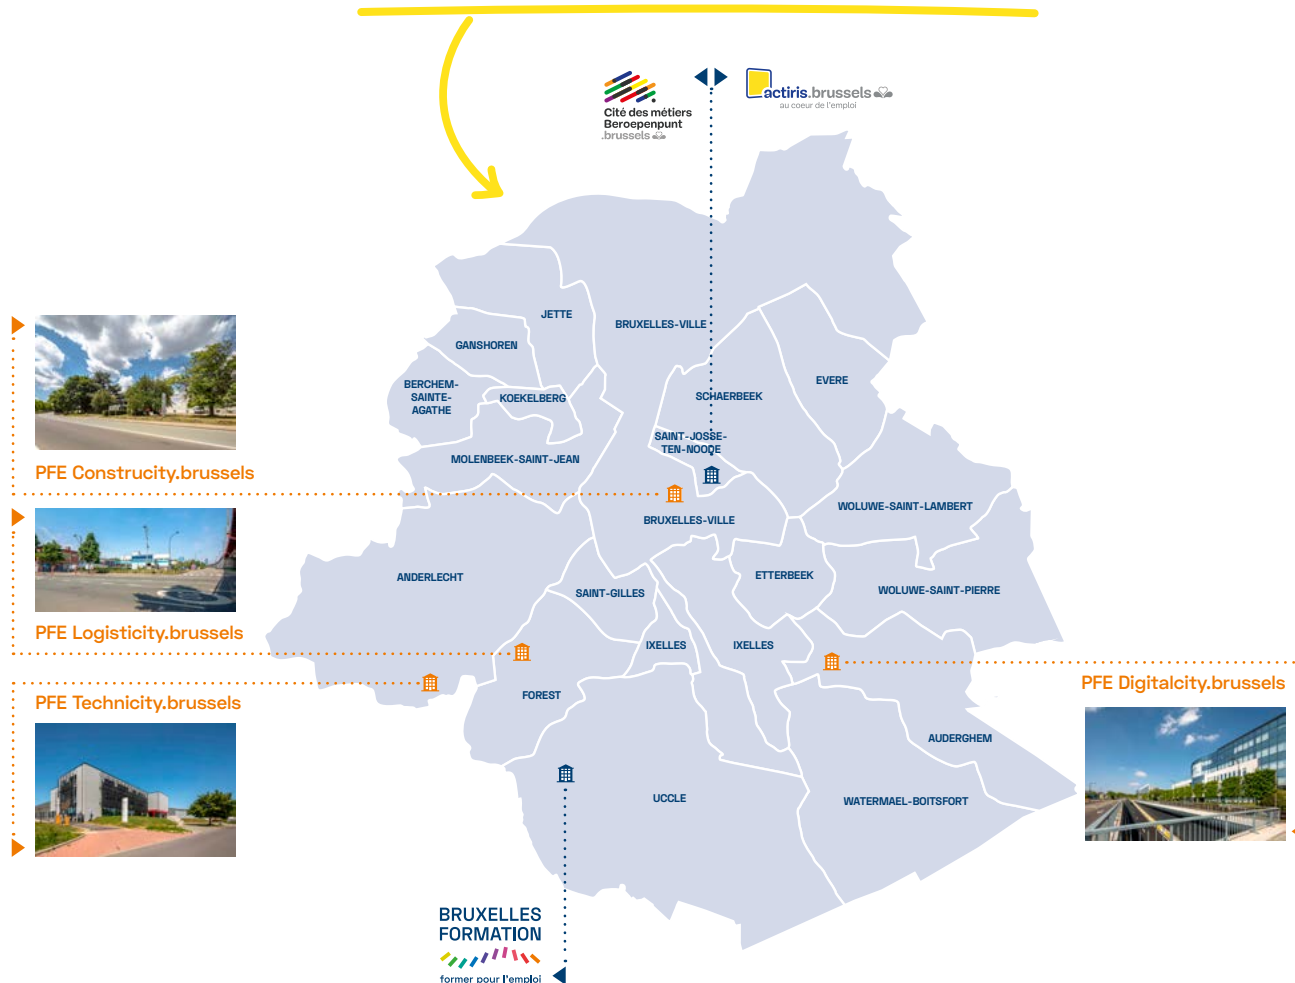 Cité des métiers
Beroepenpunt
.brussels
actiris.brussels
au coeur de l'emploi
JETTE
BRUXELLES-VILLE
GANSHOREN
BERCHEM-
SAINTE-
AGATHE
KOEKELBERG
EVERE
SCHAERBEEK
SAINT-JOSSE-
TEN-NOODE
MOLENBEEK-SAINT-JEAN
PFE Construcity.brussels
WOLUWE-SAINT-LAMBERT
BRUXELLES-VILLE
ANDERLECHT
ETTERBEEK
SAINT-GILLES
WOLUWE-SAINT-PIERRE
PFE Logisticity.brussels
IXELLES
IXELLES
FOREST
PFE Technicity.brussels
PFE Digitalcity.brussels
AUDERGHEM
UCCLE
WATERMAEL-BOITSFORT
BRUXELLES
FORMATION
former pour l'emploi